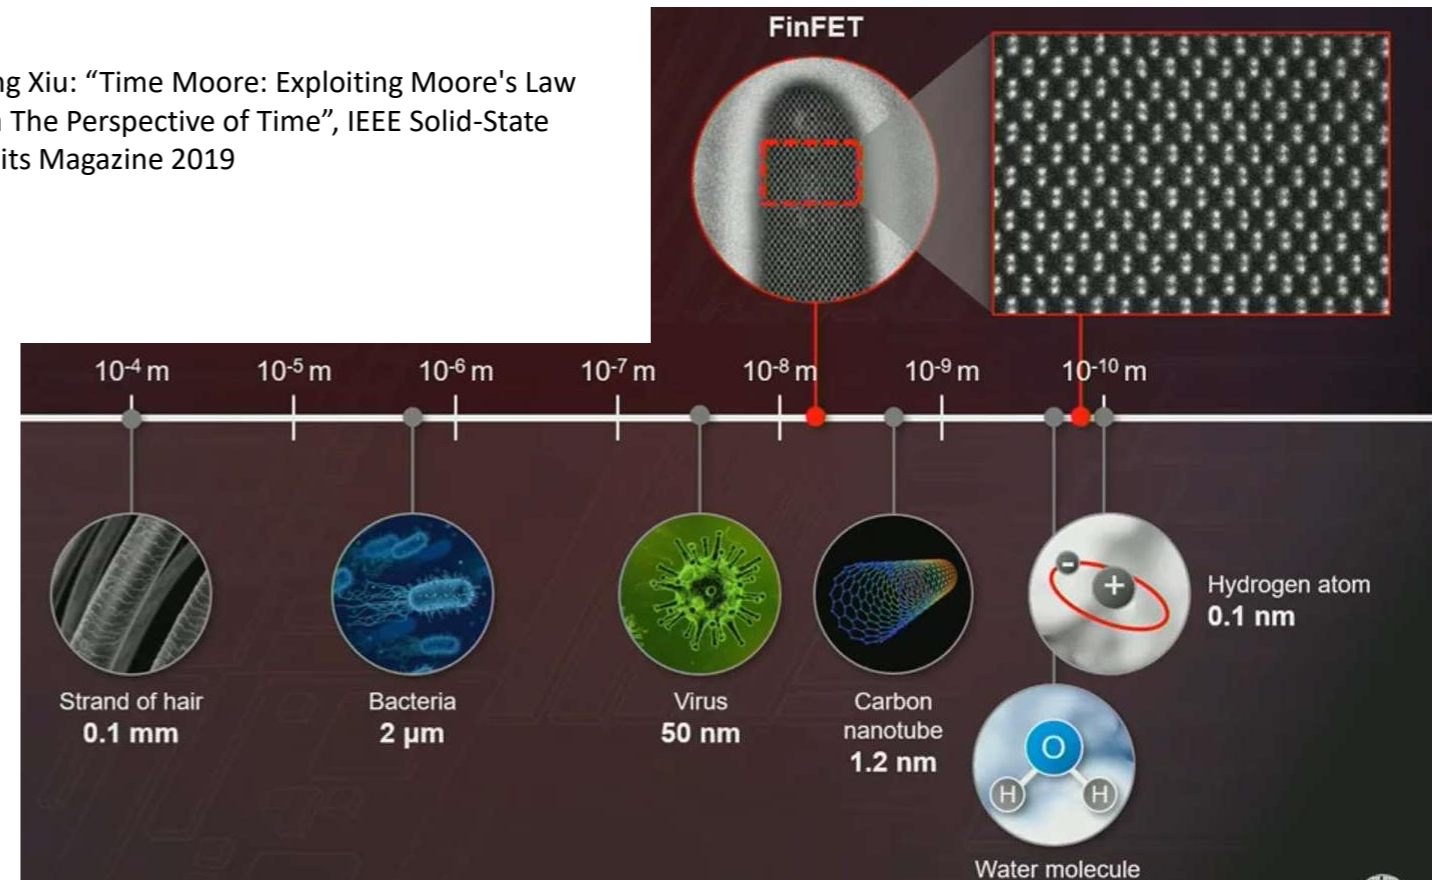 ng Xiu: “Time Moore: Exploiting Moore's Law
The Perspective of Time”, IEEE Solid-State
its Magazine 2019
FinFET
10⁻⁴ m 10⁻⁵ m 10⁻⁶ m 10⁻⁷ m 10⁻⁸ m 10⁻⁹ m 10⁻¹⁰ m
Strand of hair
0.1 mm
Bacteria
2 µm
Virus
50 nm
Carbon
nanotube
1.2 nm
- +
Hydrogen atom
0.1 nm
O
H H
Water molecule